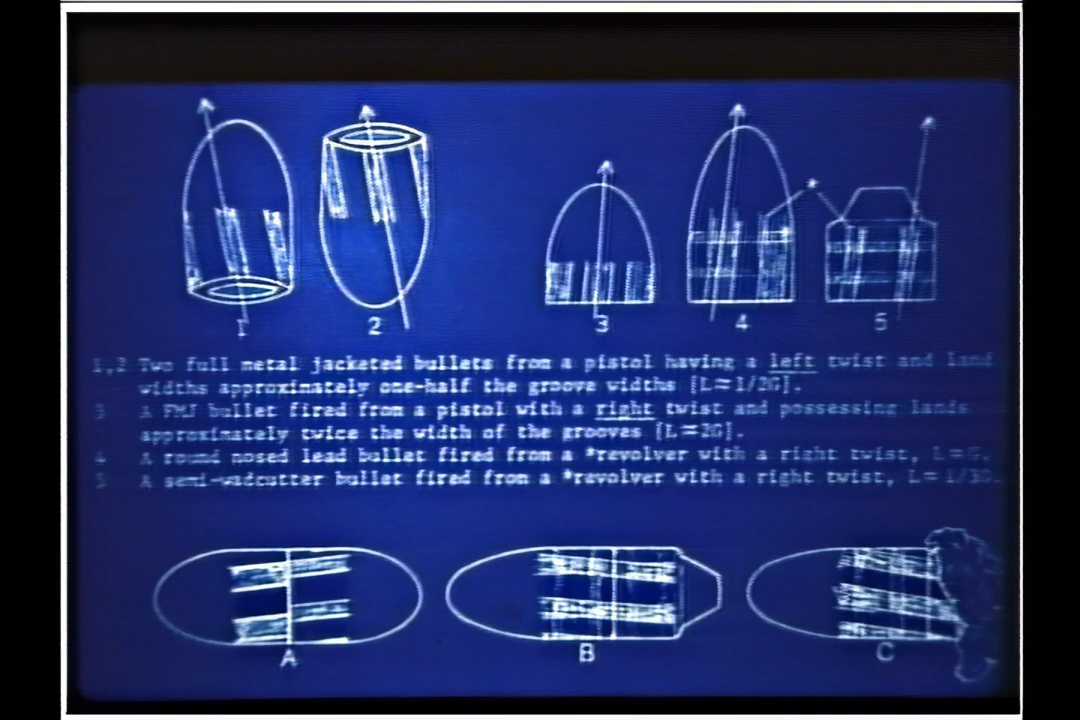 1 2 3 4 5
1,2 Two full metal jacketed bullets from a pistol having a left twist and land
widths approximately one-half the groove widths [L≈1/2G].
3 A FMJ bullet fired from a pistol with a right twist and possessing lands
approximately twice the width of the grooves [L≅2G].
4 A round nosed lead bullet fired from a *revolver with a right twist, L≈G.
5 A semi-wadcutter bullet fired from a *revolver with a right twist, L≈ 1/3G.
A B C